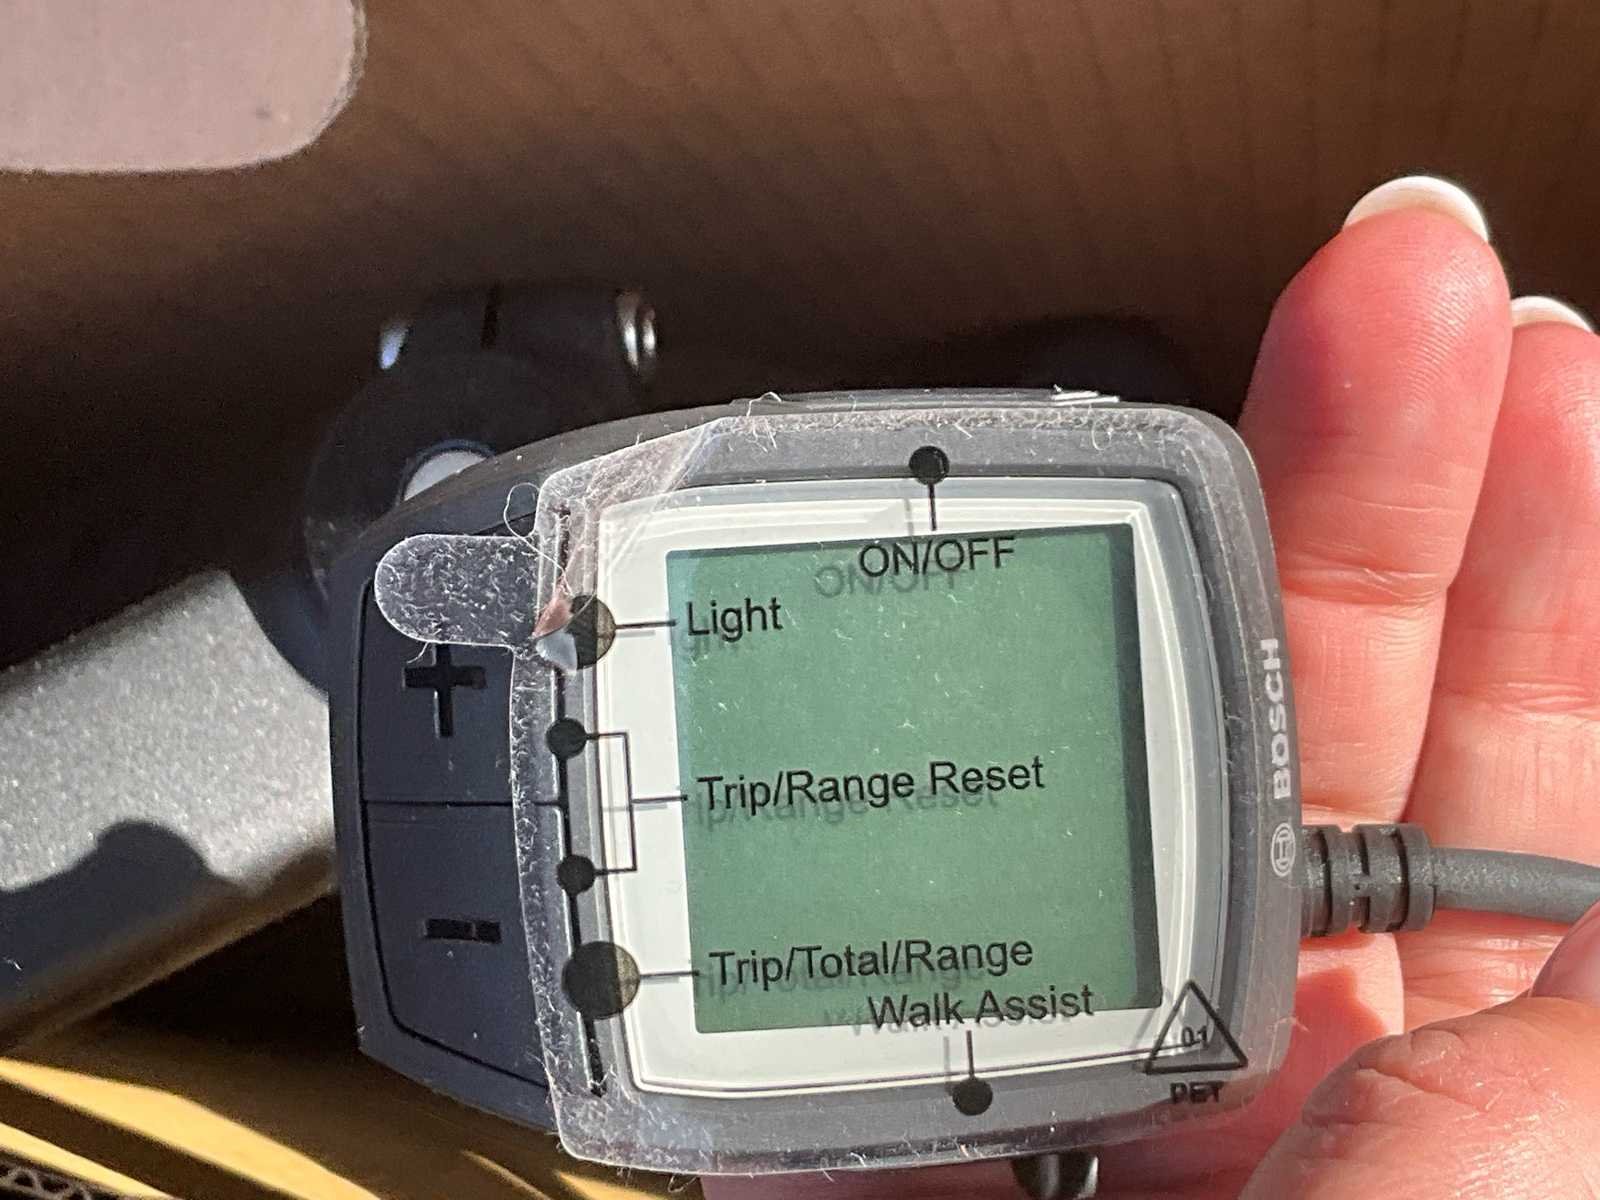 ON/OFF
Light
+
Trip/Range Reset
-
Trip/Total/Range
Walk Assist
01
PET
BOSCH